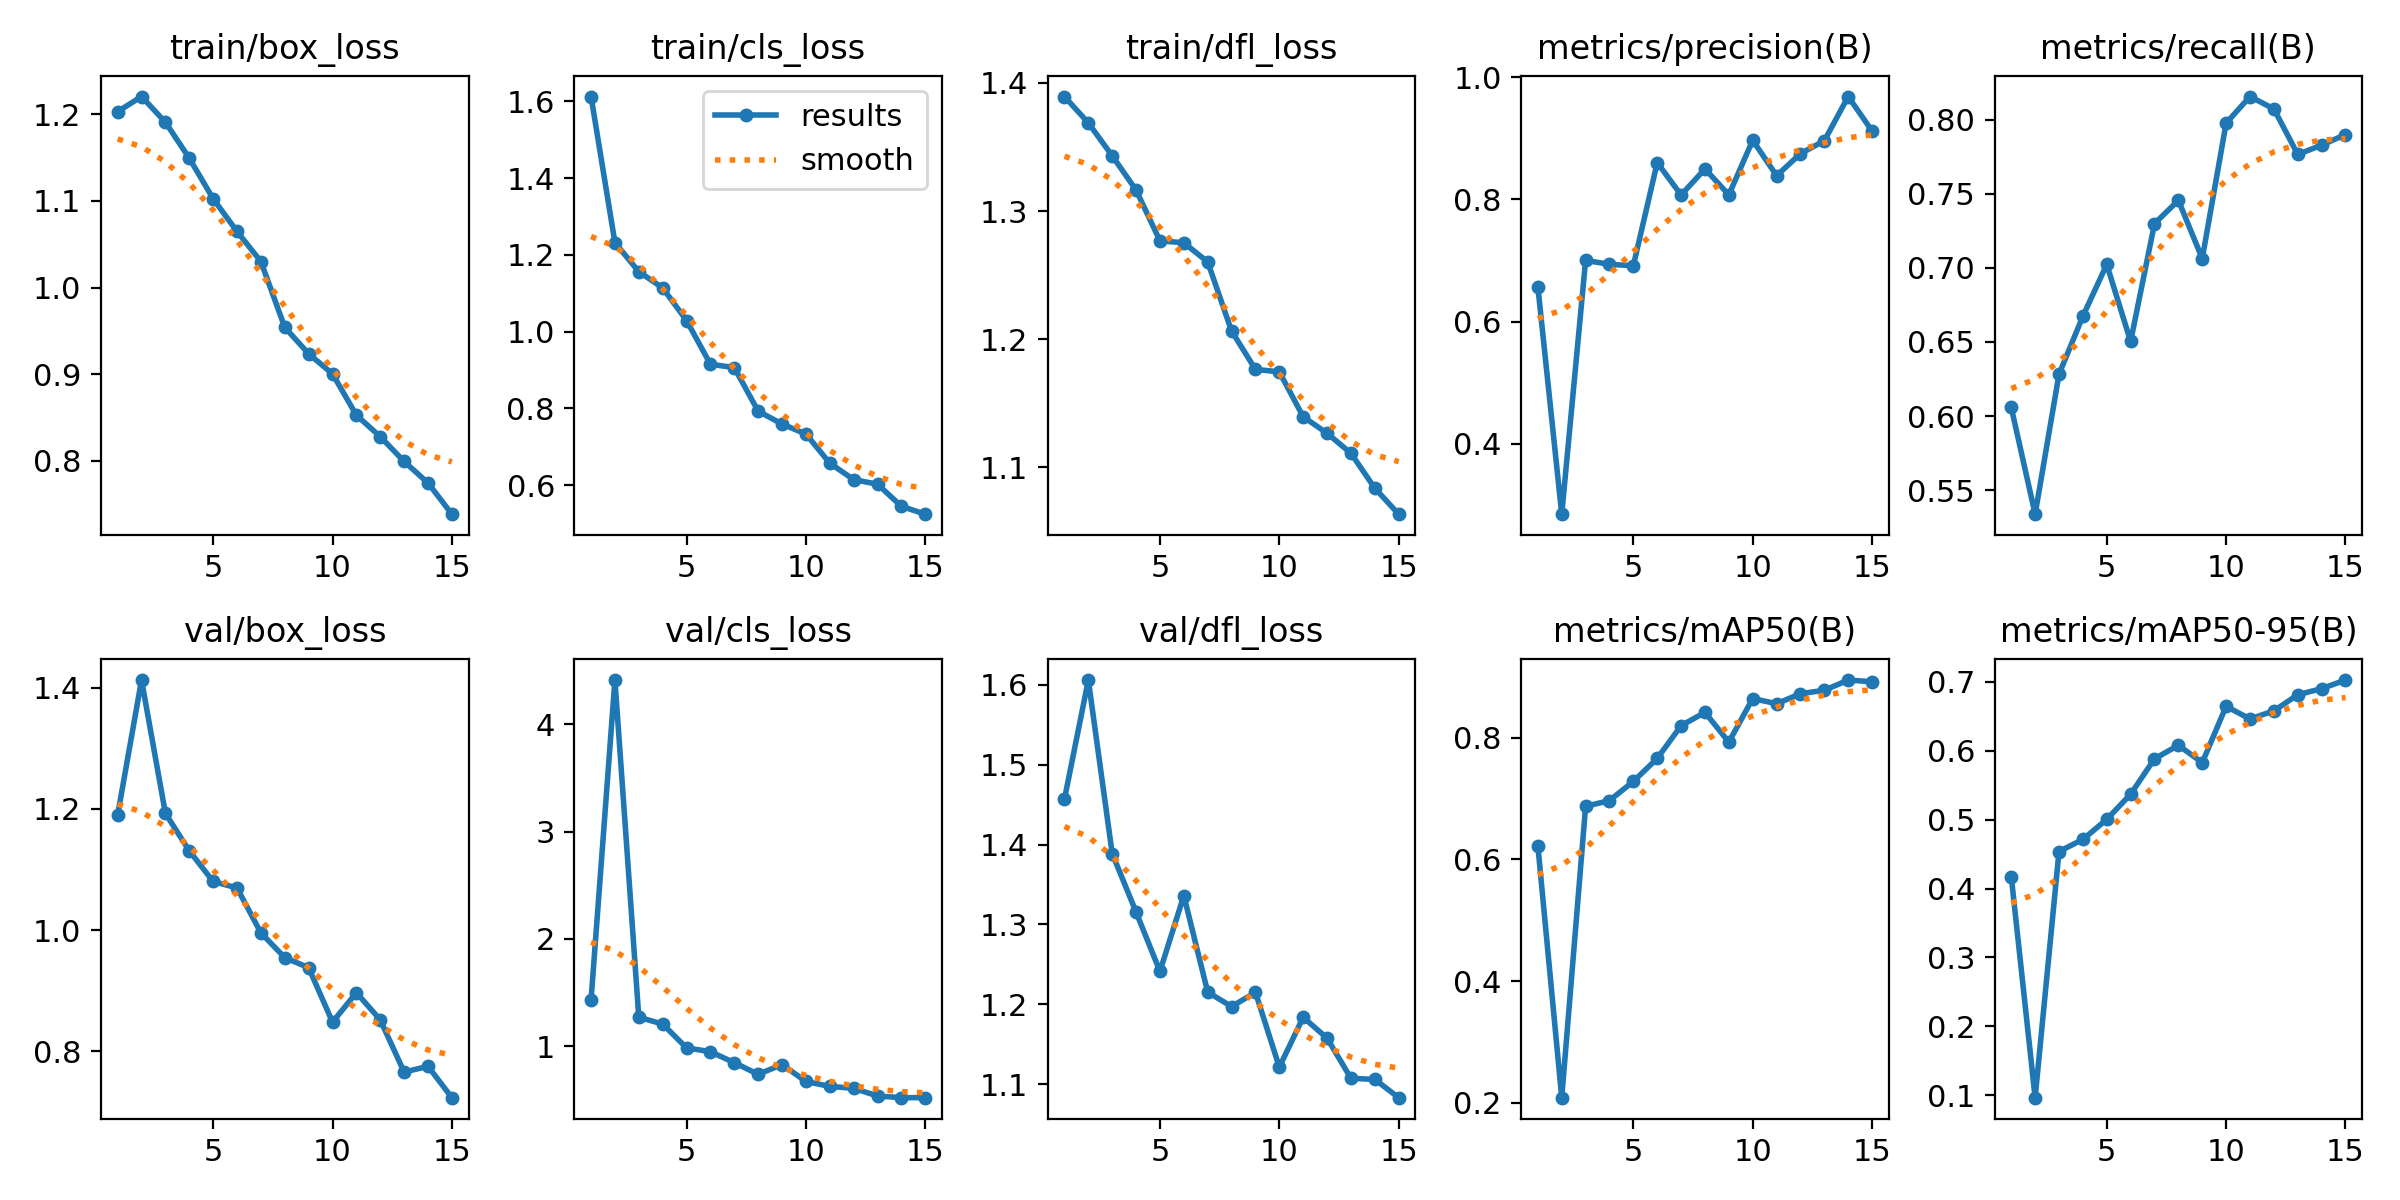 train/box_loss
1.2
1.1
1.0
0.9
0.8
5 10 15
train/cls_loss
results
smooth
1.6
1.4
1.2
1.0
0.8
0.6
5 10 15
train/dfl_loss
1.4
1.3
1.2
1.1
5 10 15
metrics/precision(B)
1.0
0.8
0.6
0.4
5 10 15
metrics/recall(B)
0.80
0.75
0.70
0.65
0.60
0.55
5 10 15
val/box_loss
1.4
1.2
1.0
0.8
5 10 15
val/cls_loss
4
3
2
1
5 10 15
val/dfl_loss
1.6
1.5
1.4
1.3
1.2
1.1
5 10 15
metrics/mAP50(B)
0.8
0.6
0.4
0.2
5 10 15
metrics/mAP50-95(B)
0.7
0.6
0.5
0.4
0.3
0.2
0.1
5 10 15